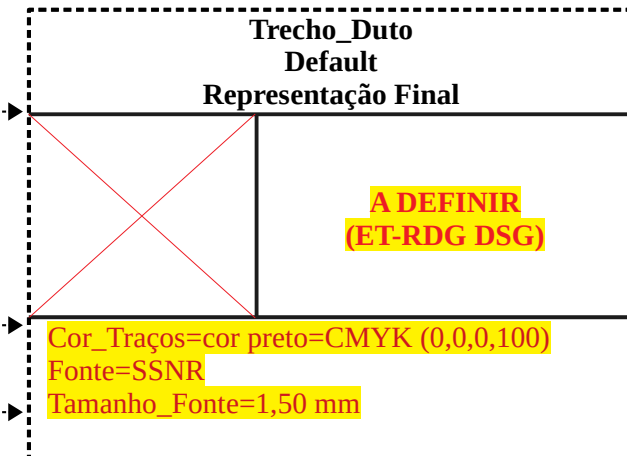 Trecho_Duto
Default
Representação Final
A DEFINIR
(ET-RDG DSG)
Cor_Traços=cor preto=CMYK (0,0,0,100)
Fonte=SSNR
Tamanho_Fonte=1,50 mm